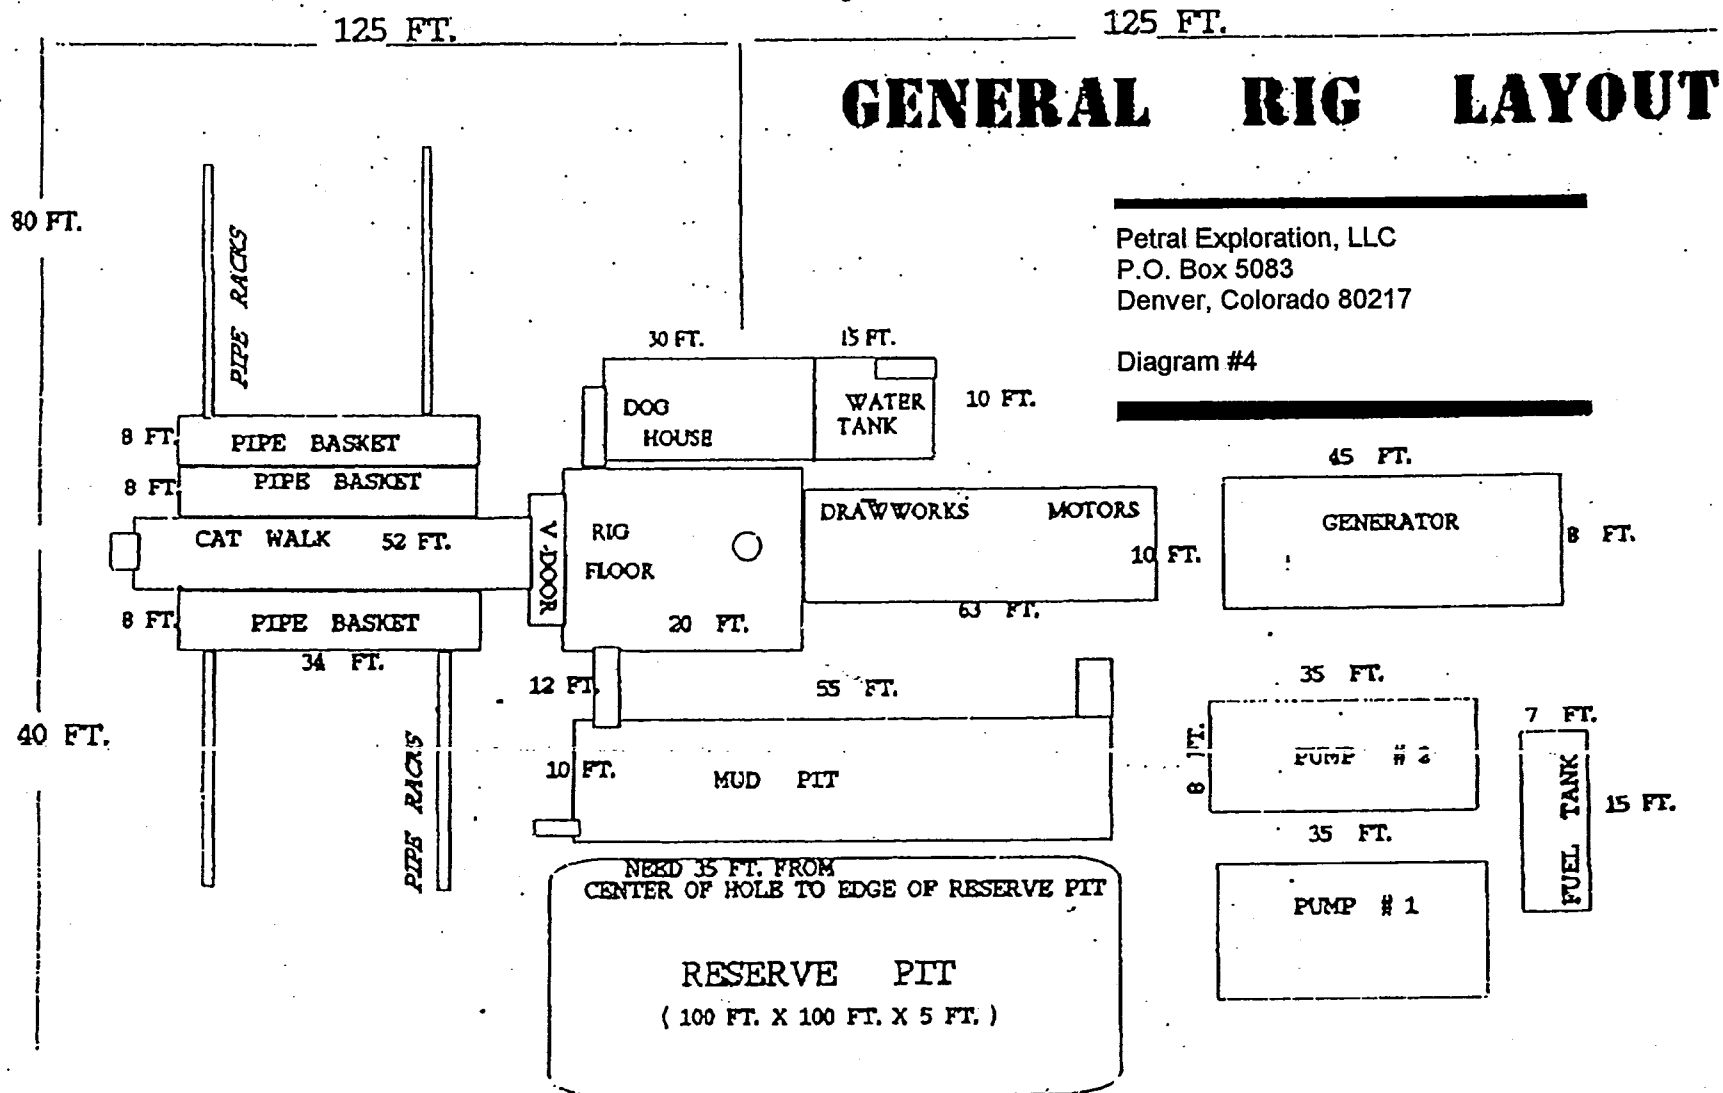 125 FT.
125 FT.
GENERAL RIG LAYOUT
80 FT.
PIPE RACKS
Petral Exploration, LLC
P.O. Box 5083
Denver, Colorado 80217
Diagram #4
30 FT.
15 FT.
DOG
HOUSE
WATER
TANK
10 FT.
8 FT.
PIPE BASKET
8 FT
PIPE BASKET
CAT WALK 52 FT.
V-DOOR
RIG
FLOOR
20 FT.
DRAWWORKS MOTORS
10 FT.
63 FT.
45 FT.
GENERATOR
8 FT.
8 FT.
PIPE BASKET
34 FT.
12 FT.
55 FT.
35 FT.
7 FT.
40 FT.
PIPE RACKS
10 FT.
MUD PIT
8 FT.
PUMP # 2
FUEL TANK
15 FT.
35 FT.
PUMP # 1
NEED 35 FT. FROM
CENTER OF HOLE TO EDGE OF RESERVE PIT
RESERVE PIT
( 100 FT. X 100 FT. X 5 FT. )